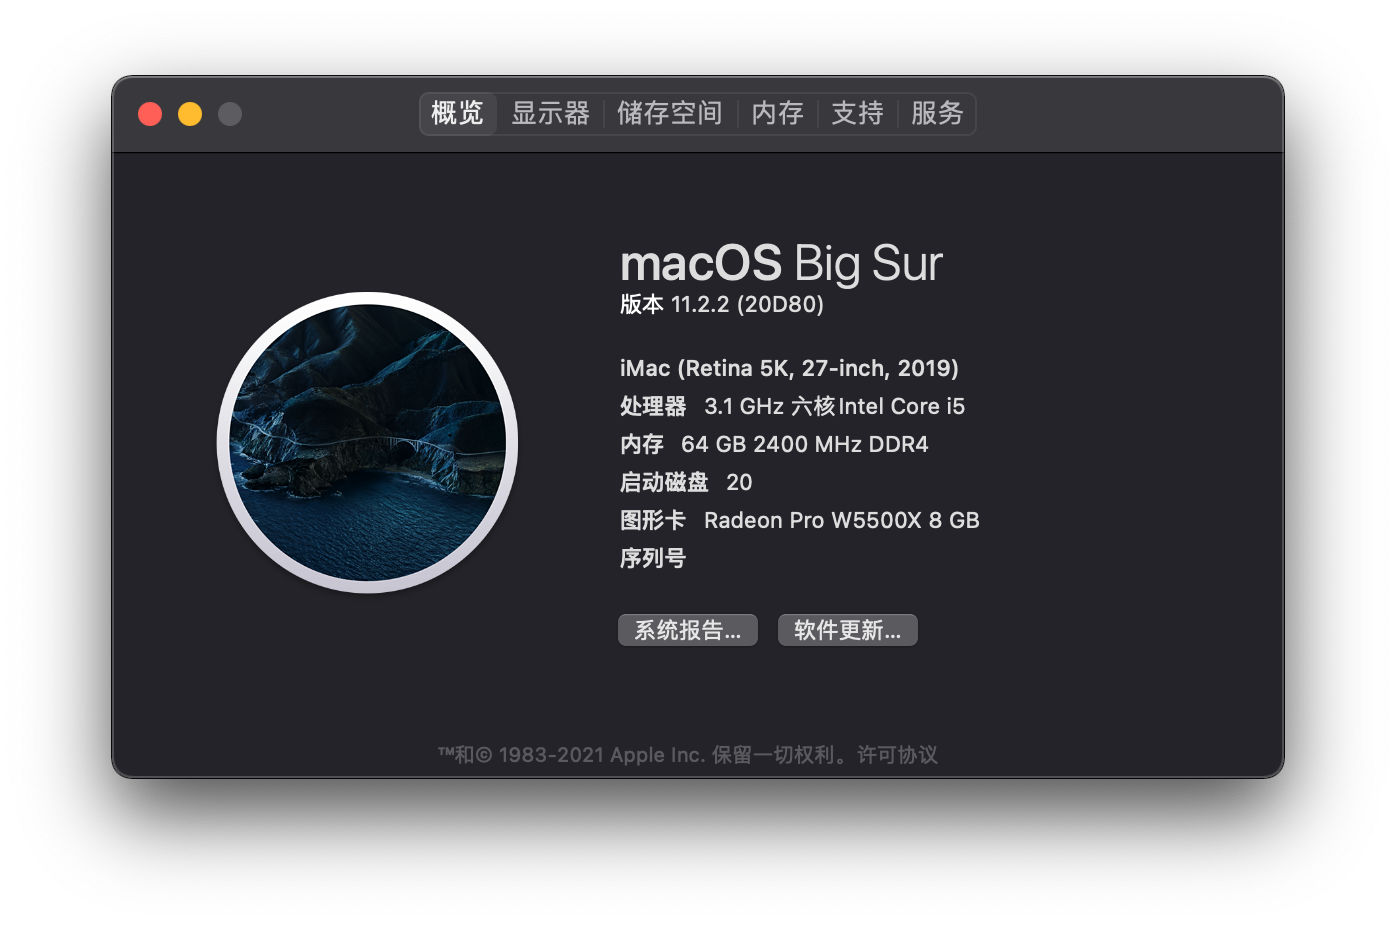 概览 显示器 储存空间 内存 支持 服务
macOS Big Sur
版本 11.2.2 (20D80)
iMac (Retina 5K, 27-inch, 2019)
处理器 3.1 GHz 六核Intel Core i5
内存 64 GB 2400 MHz DDR4
启动磁盘 20
图形卡 Radeon Pro W5500X 8 GB
序列号
系统报告... 软件更新...
™和© 1983-2021 Apple Inc. 保留一切权利。许可协议